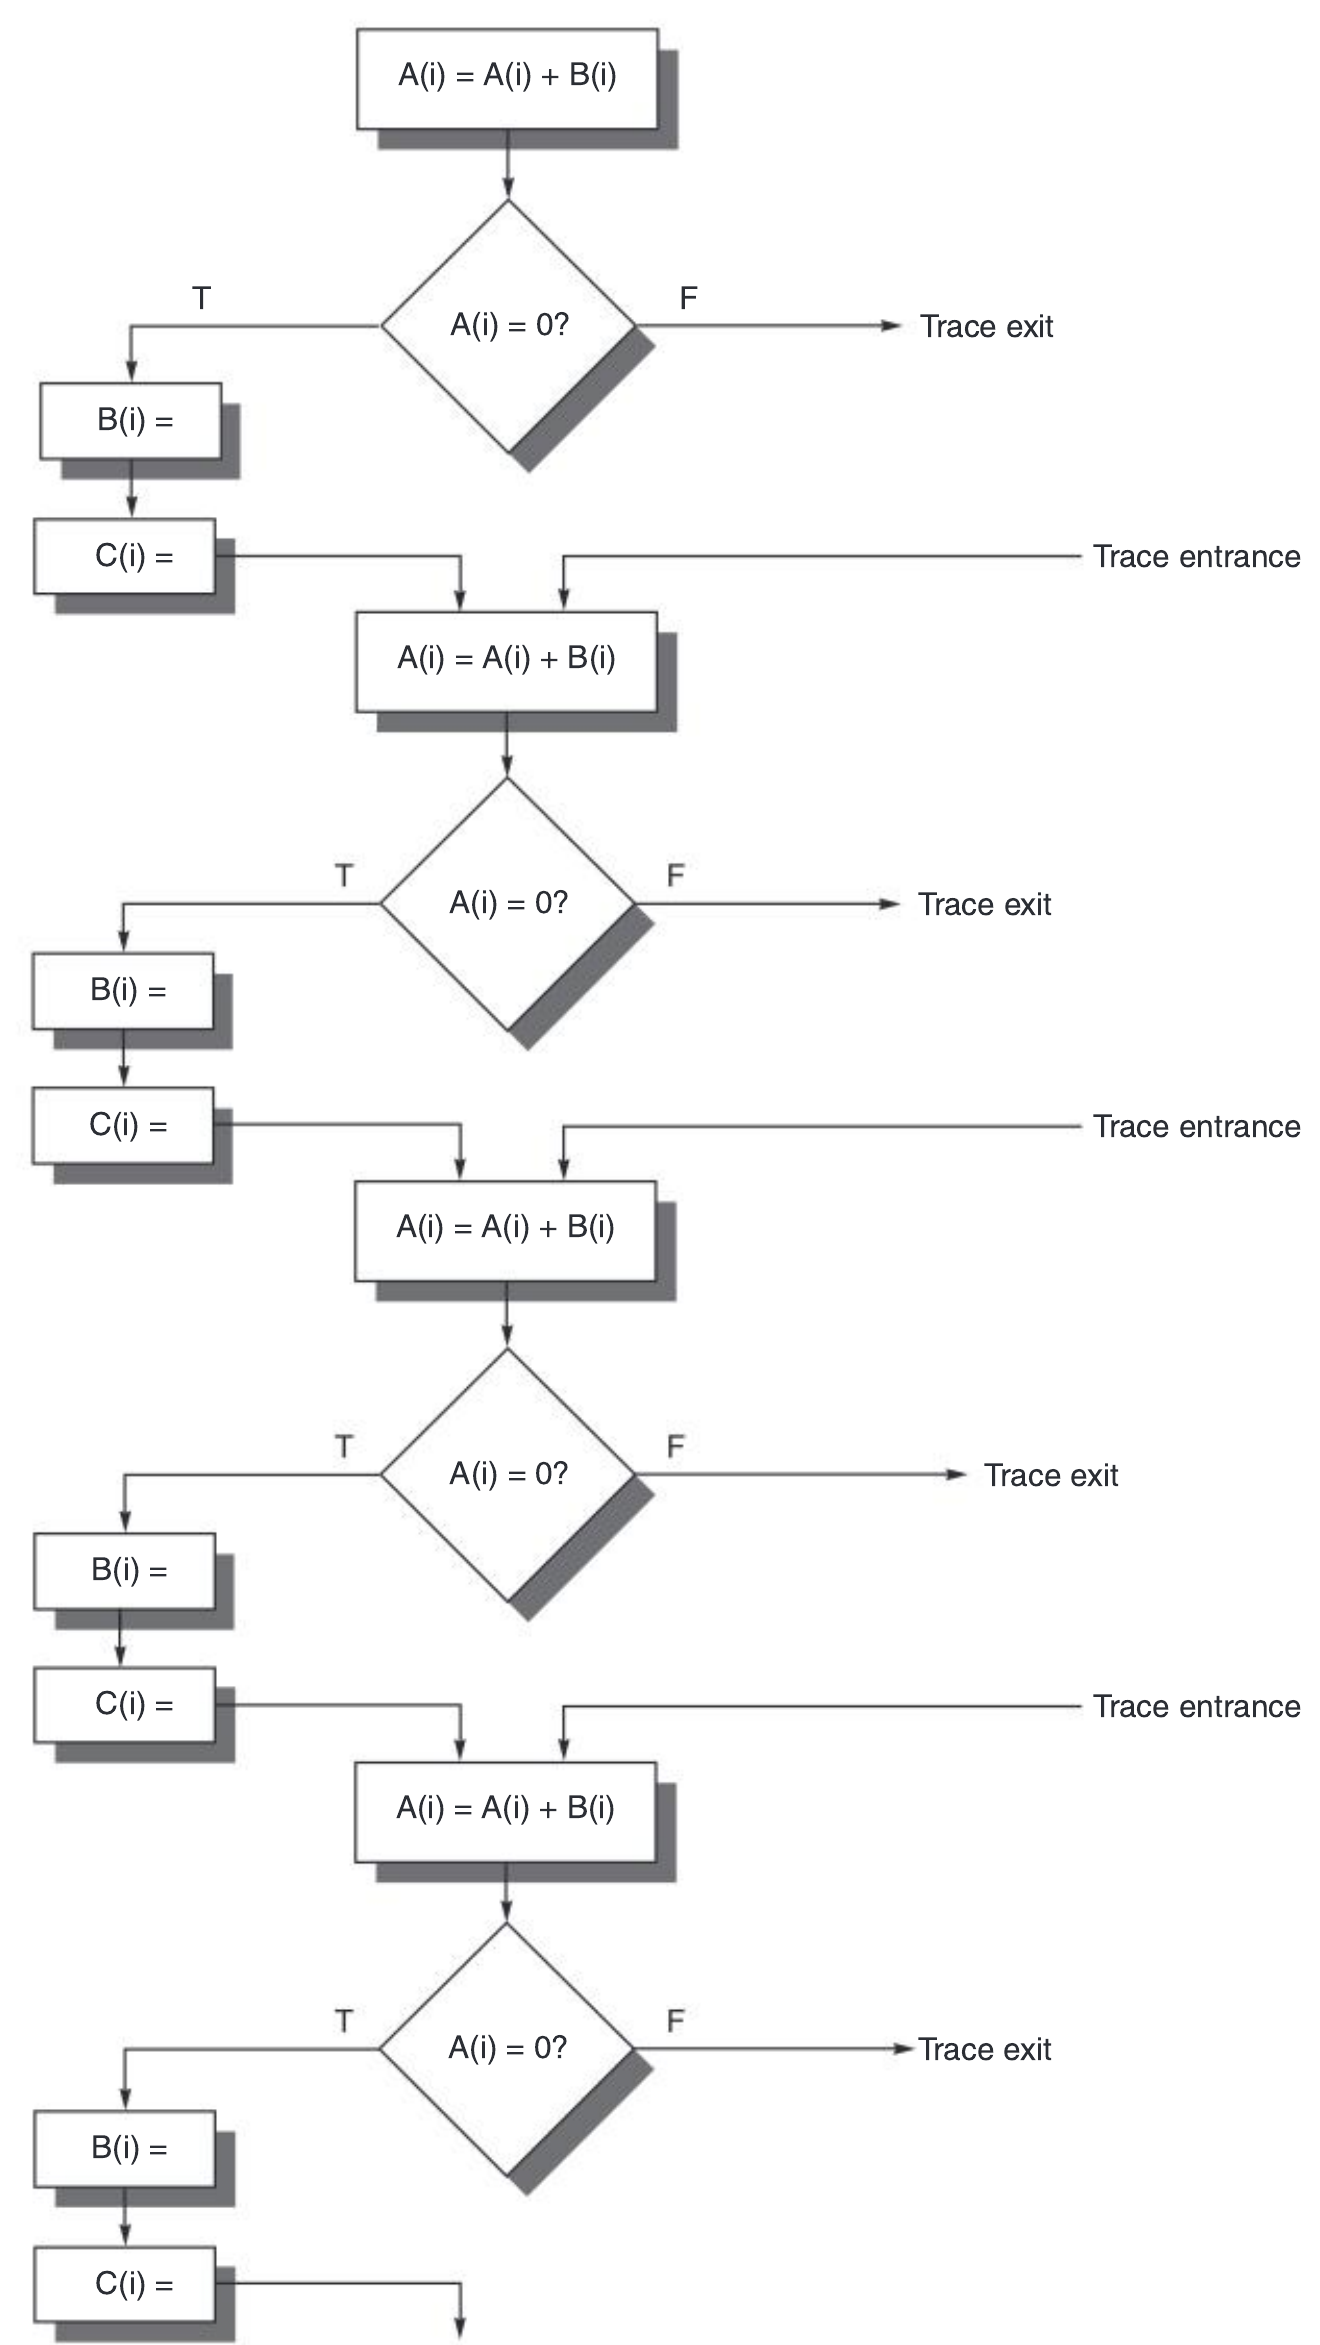 A(i) = A(i) + B(i)
T
F
A(i) = 0?
Trace exit
B(i) =
C(i) =
Trace entrance
A(i) = A(i) + B(i)
T
F
A(i) = 0?
Trace exit
B(i) =
C(i) =
Trace entrance
A(i) = A(i) + B(i)
T
F
A(i) = 0?
Trace exit
B(i) =
C(i) =
Trace entrance
A(i) = A(i) + B(i)
T
F
A(i) = 0?
Trace exit
B(i) =
C(i) =